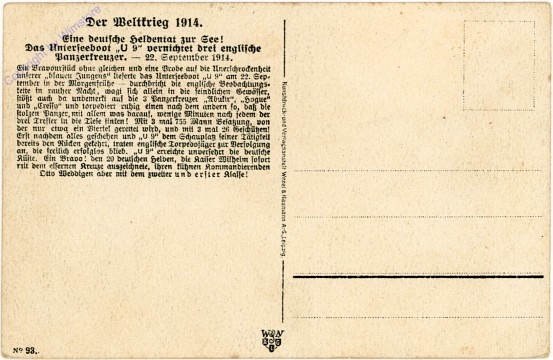 Der Weltkrieg 1914.
Eine deutsche Heldentat zur See!
Das Unterseeboot „U 9“ vernichtet drei englische
Panzerkreuzer. — 22. September 1914.
Ein Bravourstück ohne gleichen und eine Probe auf die Unerschrockenheit
unserer „blauen Jungens“ lieferte das Unterseeboot „U 9“ am 22. Sep-
tember in der Morgenfrühe — durchbricht die englische Beobachtungs-
kette in rauher Nacht, wagt sich allein in die feindlichen Gewässer,
stößt auch da unbemerkt auf die 3 Panzerkreuzer „Abukir“, „Hogue“
und „Cressy“ und torpediert ruhig einen nach dem andern so, daß die
stolzen Panzer, mit allem was darauf, wenige Minuten nach jedem der
drei Treffer in die Tiefe sinken! Mit 3 mal 755 Mann Besatzung, von
der nur etwa ein Viertel gerettet wird, und mit 3 mal 26 Geschützen!
Erst nachdem alles geschehen und „U 9“ dem Schauplatz seiner Tätigkeit
bereits den Rücken gekehrt, traten englische Torpedojäger zur Verfolgung
an, die freilich erfolglos blieb. „U 9“ erreichte unversehrt die deutsche
Küste. Ein Bravo! den 20 deutschen Helden, die Kaiser Wilhelm sofort
mit dem eisernen Kreuze auszeichnete, ihren kühnen Kommandierenden
Otto Weddigen aber mit dem zweiter und erster Klasse!
Kunstdruck- und Verlagsanstalt Wezel & Naumann A.-G., Leipzig.
W&N
No 93.